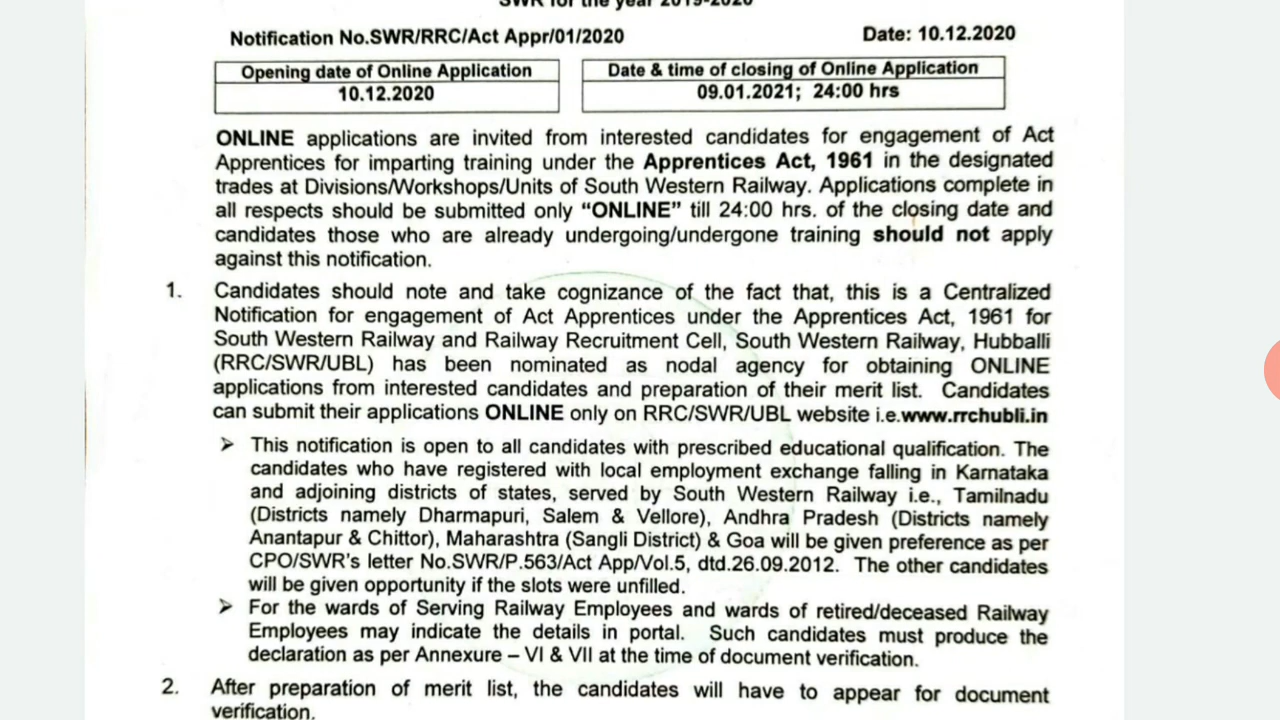 SWR for the year 2019-2020
Notification No.SWR/RRC/Act Appr/01/2020 Date: 10.12.2020
Opening date of Online Application
10.12.2020
Date & time of closing of Online Application
09.01.2021; 24:00 hrs
ONLINE applications are invited from interested candidates for engagement of Act
Apprentices for imparting training under the Apprentices Act, 1961 in the designated
trades at Divisions/Workshops/Units of South Western Railway. Applications complete in
all respects should be submitted only “ONLINE” till 24:00 hrs. of the closing date and
candidates those who are already undergoing/undergone training should not apply
against this notification.
1. Candidates should note and take cognizance of the fact that, this is a Centralized
Notification for engagement of Act Apprentices under the Apprentices Act, 1961 for
South Western Railway and Railway Recruitment Cell, South Western Railway, Hubballi
(RRC/SWR/UBL) has been nominated as nodal agency for obtaining ONLINE
applications from interested candidates and preparation of their merit list. Candidates
can submit their applications ONLINE only on RRC/SWR/UBL website i.e.www.rrchubli.in
➢ This notification is open to all candidates with prescribed educational qualification. The
candidates who have registered with local employment exchange falling in Karnataka
and adjoining districts of states, served by South Western Railway i.e., Tamilnadu
(Districts namely Dharmapuri, Salem & Vellore), Andhra Pradesh (Districts namely
Anantapur & Chittor), Maharashtra (Sangli District) & Goa will be given preference as per
CPO/SWR's letter No.SWR/P.563/Act App/Vol.5, dtd.26.09.2012. The other candidates
will be given opportunity if the slots were unfilled.
➢ For the wards of Serving Railway Employees and wards of retired/deceased Railway
Employees may indicate the details in portal. Such candidates must produce the
declaration as per Annexure – VI & VII at the time of document verification.
2. After preparation of merit list, the candidates will have to appear for document
verification.